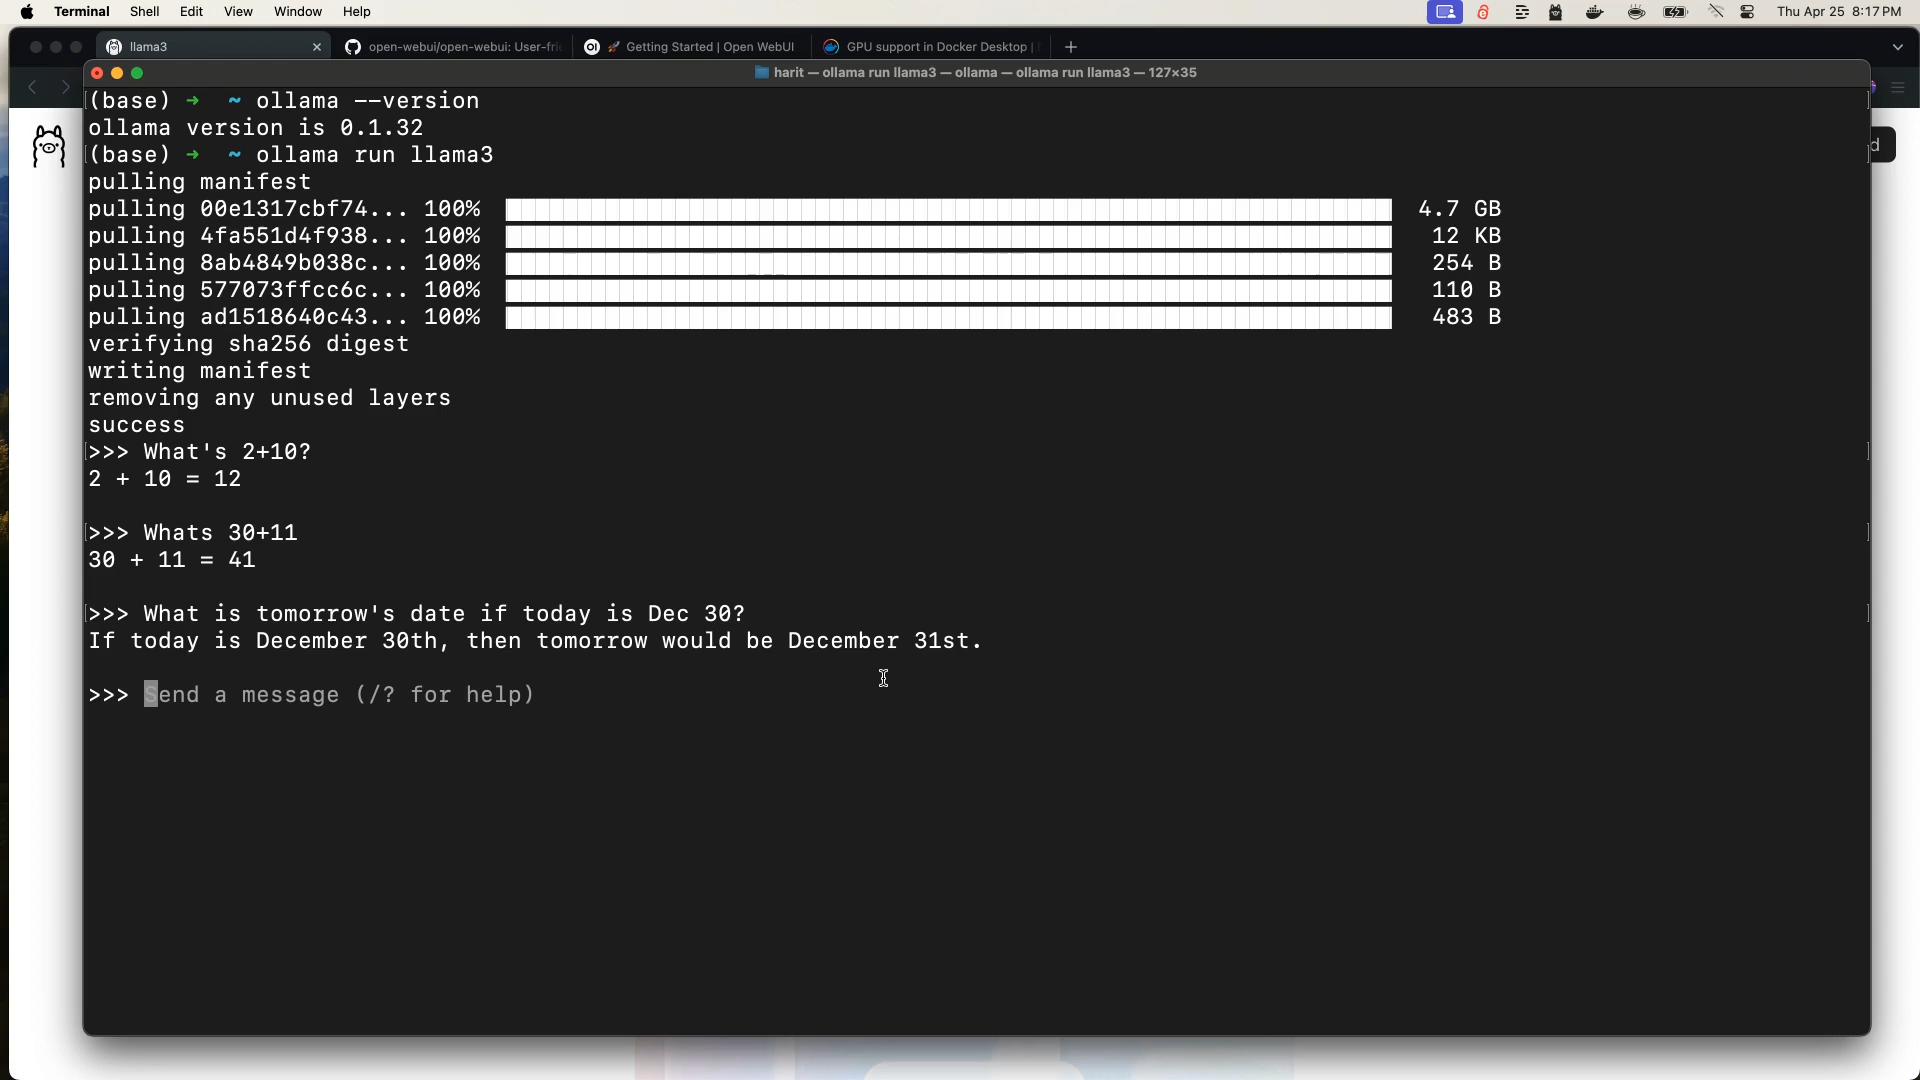 Terminal Shell Edit View Window Help Thu Apr 25 8:17 PM
llama3 open-webui/open-webui: User-fri Getting Started | Open WebUI GPU support in Docker Desktop |
harit — ollama run llama3 — ollama — ollama run llama3 — 127×35
(base) ➜ ~ ollama --version
ollama version is 0.1.32
(base) ➜ ~ ollama run llama3
pulling manifest
pulling 00e1317cbf74... 100% 4.7 GB
pulling 4fa551d4f938... 100% 12 KB
pulling 8ab4849b038c... 100% 254 B
pulling 577073ffcc6c... 100% 110 B
pulling ad1518640c43... 100% 483 B
verifying sha256 digest
writing manifest
removing any unused layers
success
>>> What's 2+10?
2 + 10 = 12
>>> Whats 30+11
30 + 11 = 41
>>> What is tomorrow's date if today is Dec 30?
If today is December 30th, then tomorrow would be December 31st.
>>> Send a message (/? for help)